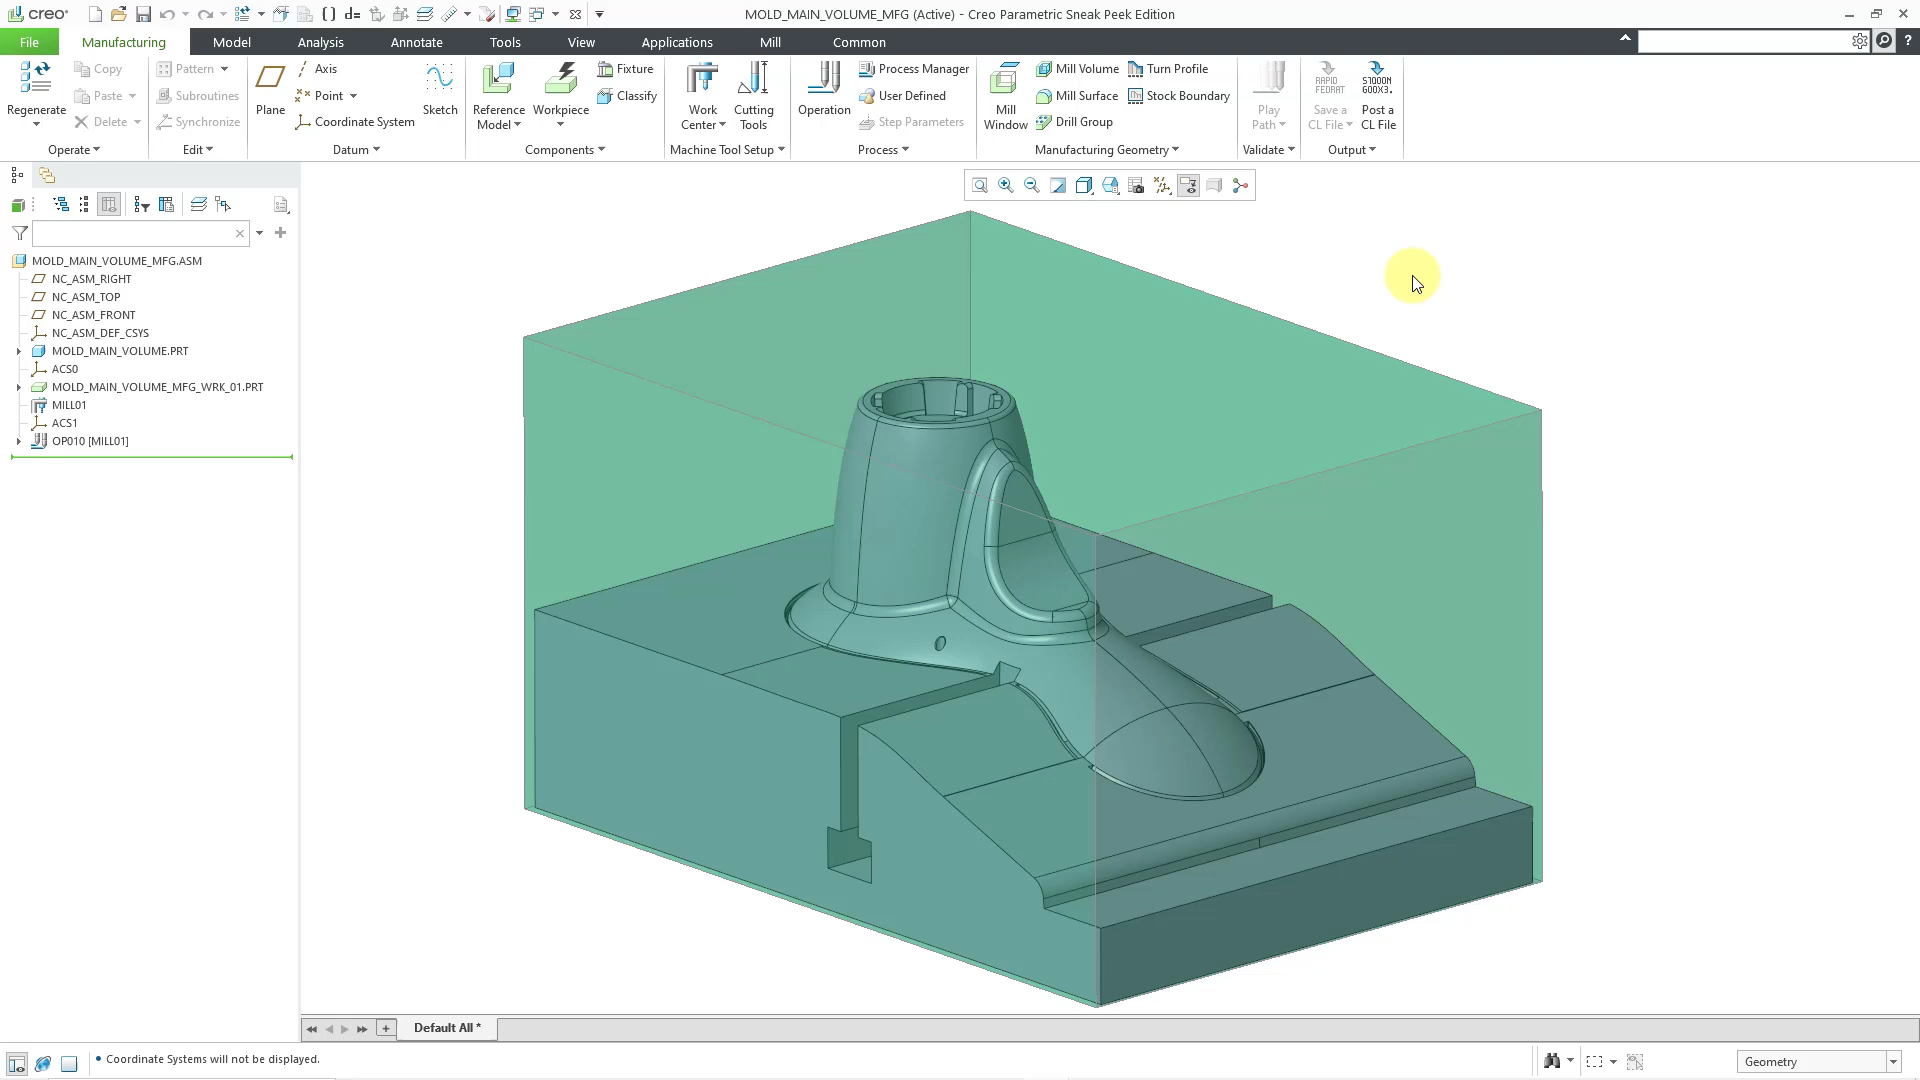 creo®
MOLD_MAIN_VOLUME_MFG (Active) - Creo Parametric Sneak Peek Edition
File Manufacturing Model Analysis Annotate Tools View Applications Mill Common
Regenerate
Copy
Paste
Delete
Operate
Pattern
Subroutines
Synchronize
Edit
Plane
Axis
Point
Coordinate System
Sketch
Datum
Reference
Model
Workpiece
Fixture
Classify
Components
Work
Center
Cutting
Tools
Machine Tool Setup
Operation
Process Manager
User Defined
Step Parameters
Process
Mill
Window
Mill Volume
Mill Surface
Drill Group
Turn Profile
Stock Boundary
Manufacturing Geometry
Play
Path
Validate
RAPID
FEDRAT
Save a
CL File
Post a
CL File
Output
MOLD_MAIN_VOLUME_MFG.ASM
NC_ASM_RIGHT
NC_ASM_TOP
NC_ASM_FRONT
NC_ASM_DEF_CSYS
MOLD_MAIN_VOLUME.PRT
ACS0
MOLD_MAIN_VOLUME_MFG_WRK_01.PRT
MILL01
ACS1
OP010 [MILL01]
Default All *
• Coordinate Systems will not be displayed.
Geometry